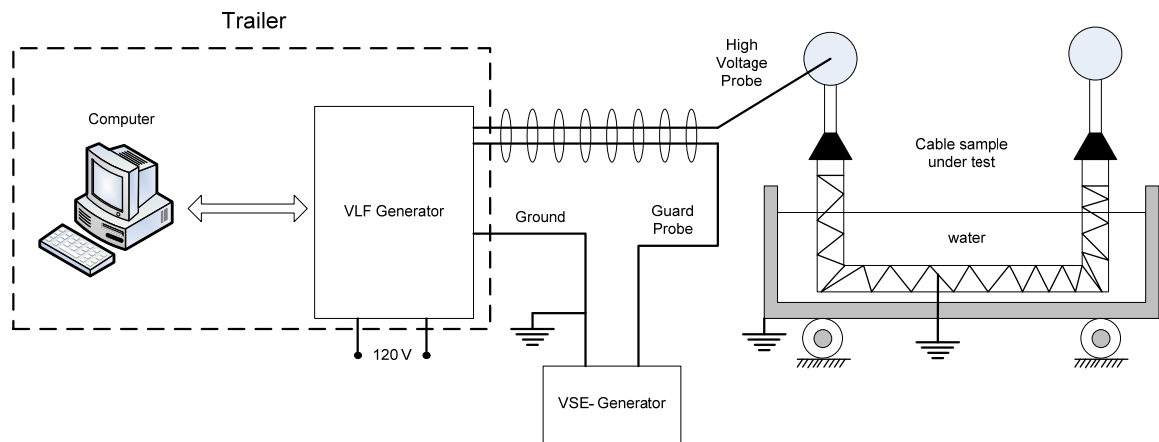 Trailer
Computer
VLF Generator
120 V
Ground
Guard
Probe
High
Voltage
Probe
VSE- Generator
Cable sample
under test
water